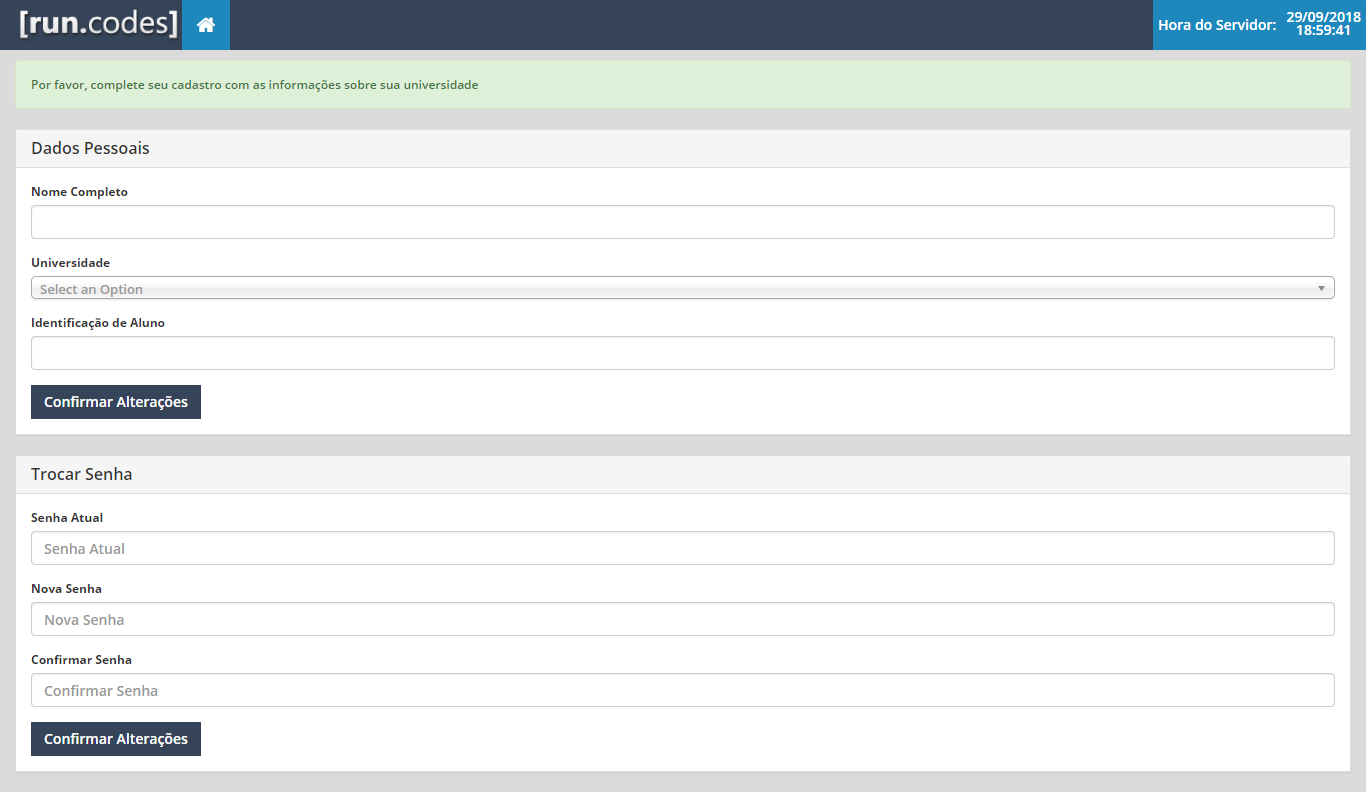 [run.codes]
Hora do Servidor: 29/09/2018
18:59:41
Por favor, complete seu cadastro com as informações sobre sua universidade
Dados Pessoais
Nome Completo
Universidade
Select an Option
Identificação de Aluno
Confirmar Alterações
Trocar Senha
Senha Atual
Senha Atual
Nova Senha
Nova Senha
Confirmar Senha
Confirmar Senha
Confirmar Alterações